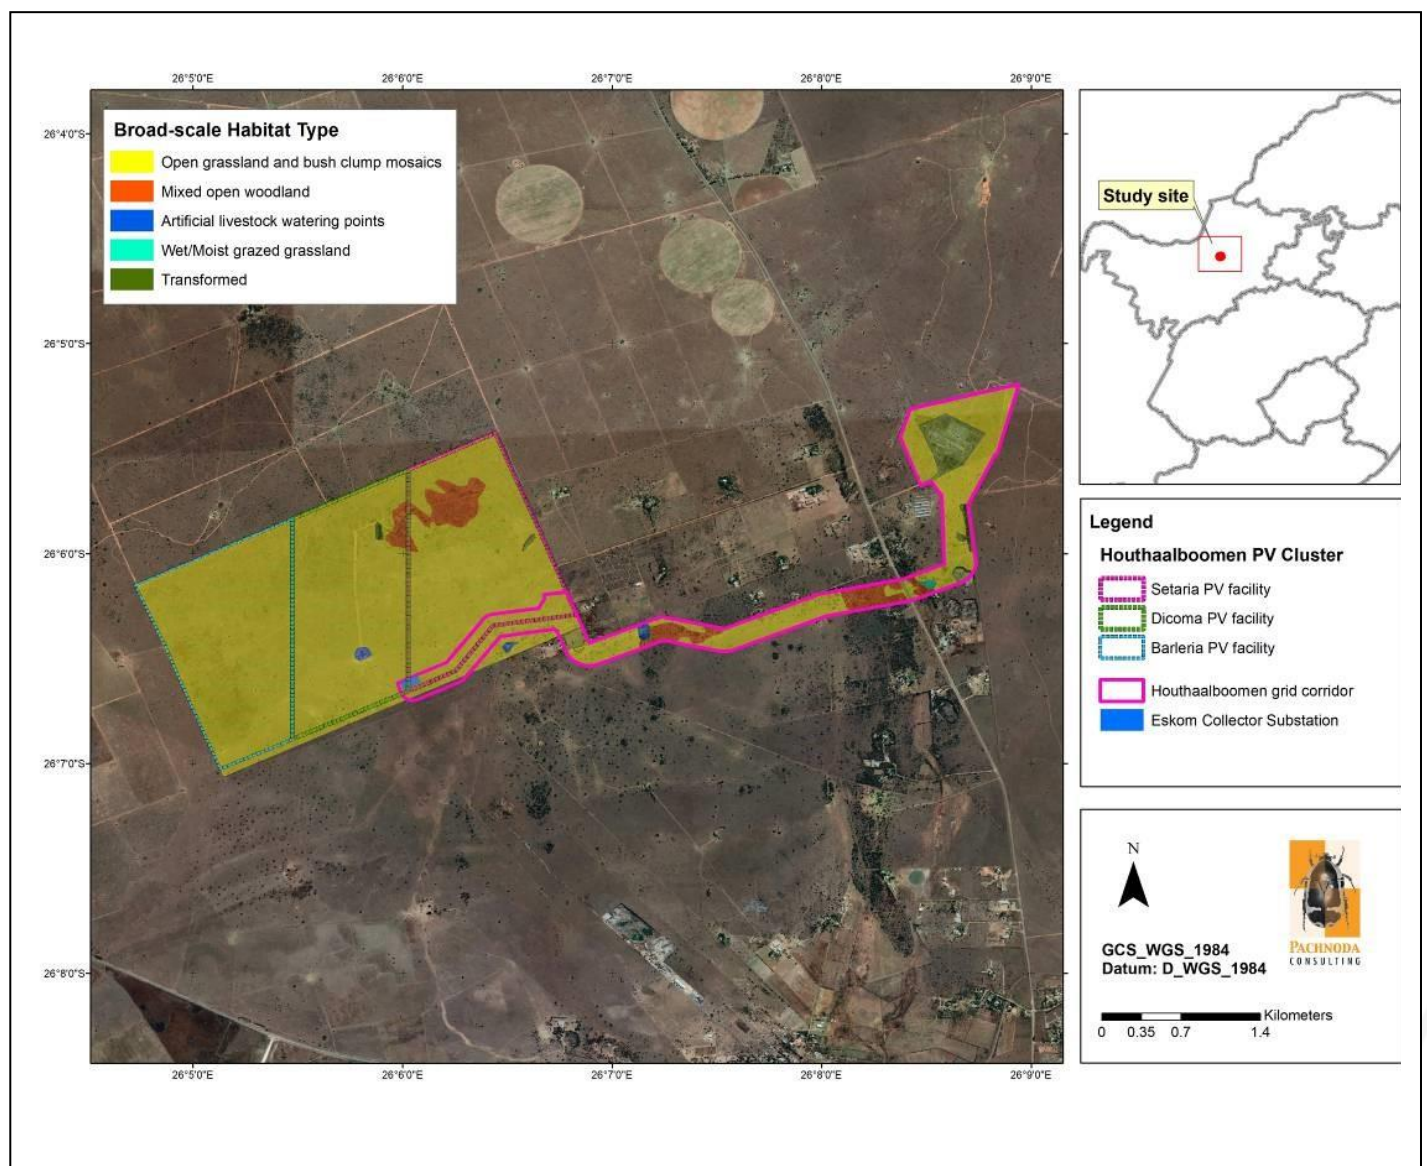 26°5'0"E
26°6'0"E
26°7'0"E
26°8'0"E
26°9'0"E
26°4'0"S
26°5'0"S
26°6'0"S
26°7'0"S
26°8'0"S
Broad-scale Habitat Type
Open grassland and bush clump mosaics
Mixed open woodland
Artificial livestock watering points
Wet/Moist grazed grassland
Transformed
26°5'0"E
26°6'0"E
26°7'0"E
26°8'0"E
26°9'0"E
Study site
Legend
Houthaalboomen PV Cluster
Setaria PV facility
Dicoma PV facility
Barleria PV facility
Houthaalboomen grid corridor
Eskom Collector Substation
N
GCS_WGS_1984
Datum: D_WGS_1984
PACHNODA
CONSULTING
Kilometers
0 0.35 0.7 1.4